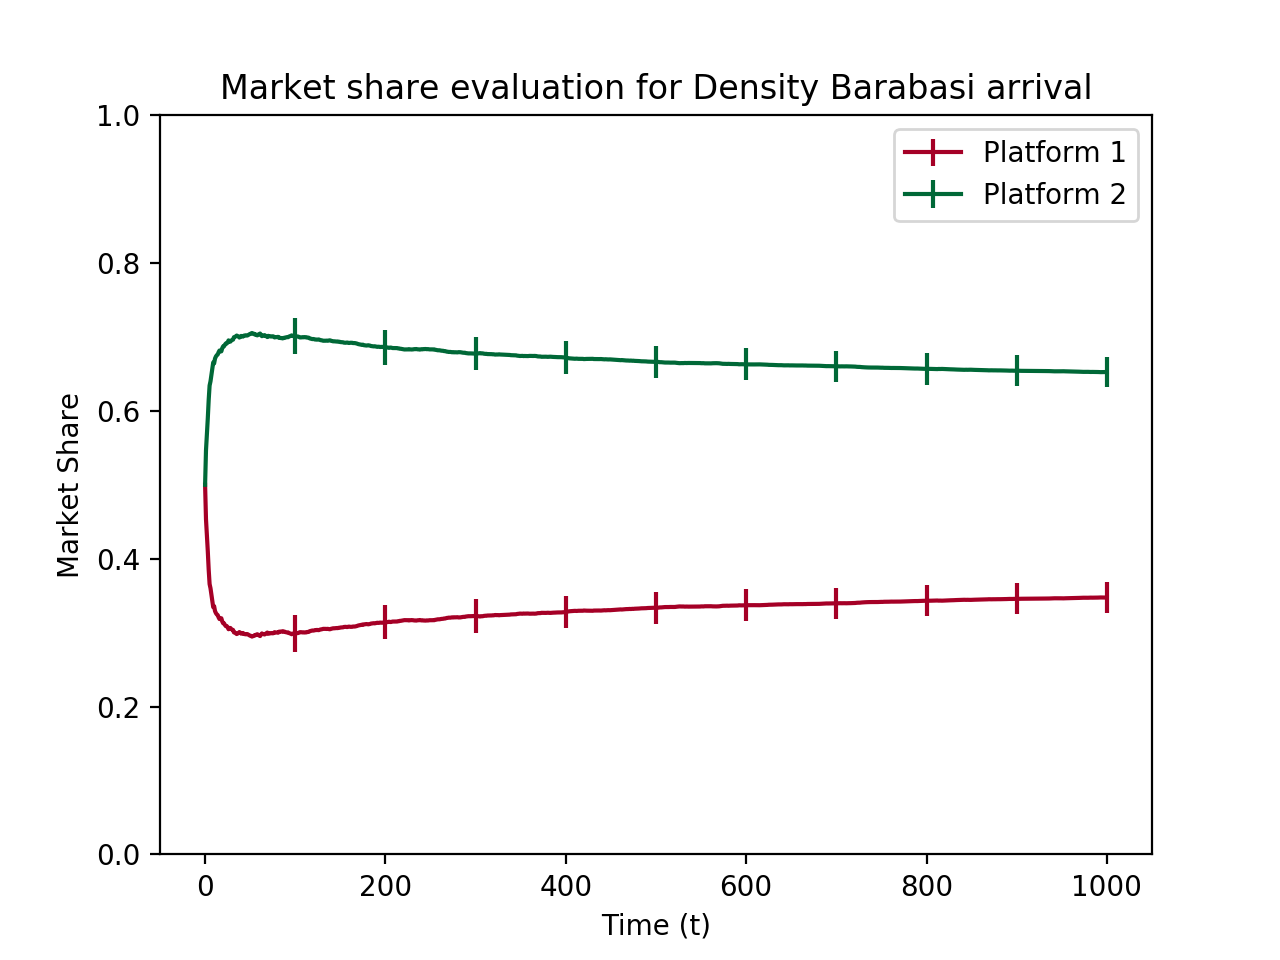 Market share evaluation for Density Barabasi arrival
Platform 1
Platform 2
Market Share
1.0
0.8
0.6
0.4
0.2
0.0
0 200 400 600 800 1000
Time (t)